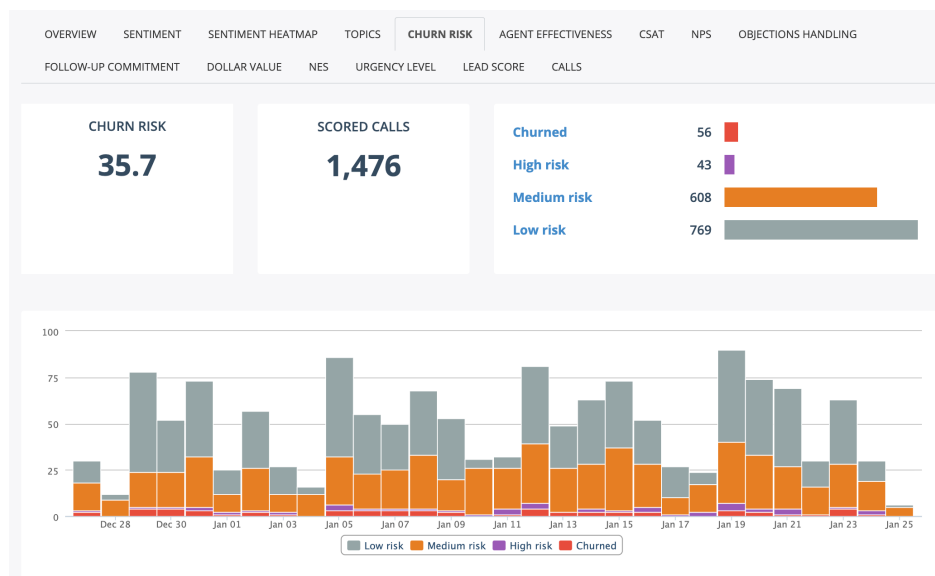 OVERVIEW SENTIMENT SENTIMENT HEATMAP TOPICS CHURN RISK AGENT EFFECTIVENESS CSAT NPS OBJECTIONS HANDLING
FOLLOW-UP COMMITMENT DOLLAR VALUE NES URGENCY LEVEL LEAD SCORE CALLS
CHURN RISK
35.7
SCORED CALLS
1,476
Churned 56
High risk 43
Medium risk 608
Low risk 769
100
75
50
25
0
Dec 28 Dec 30 Jan 01 Jan 03 Jan 05 Jan 07 Jan 09 Jan 11 Jan 13 Jan 15 Jan 17 Jan 19 Jan 21 Jan 23 Jan 25
Low risk Medium risk High risk Churned